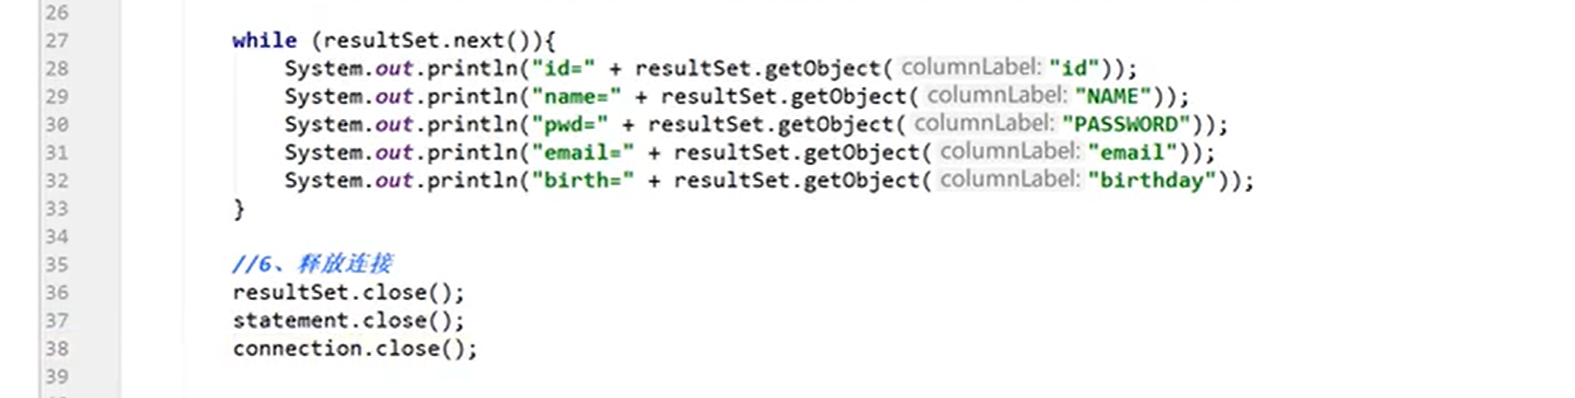 26
27 while (resultSet.next()){
28 System.out.println("id=" + resultSet.getObject( columnLabel: "id"));
29 System.out.println("name=" + resultSet.getObject( columnLabel: "NAME"));
30 System.out.println("pwd=" + resultSet.getObject( columnLabel: "PASSWORD"));
31 System.out.println("email=" + resultSet.getObject( columnLabel: "email"));
32 System.out.println("birth=" + resultSet.getObject( columnLabel: "birthday"));
33 }
34
35 //6、释放连接
36 resultSet.close();
37 statement.close();
38 connection.close();
39